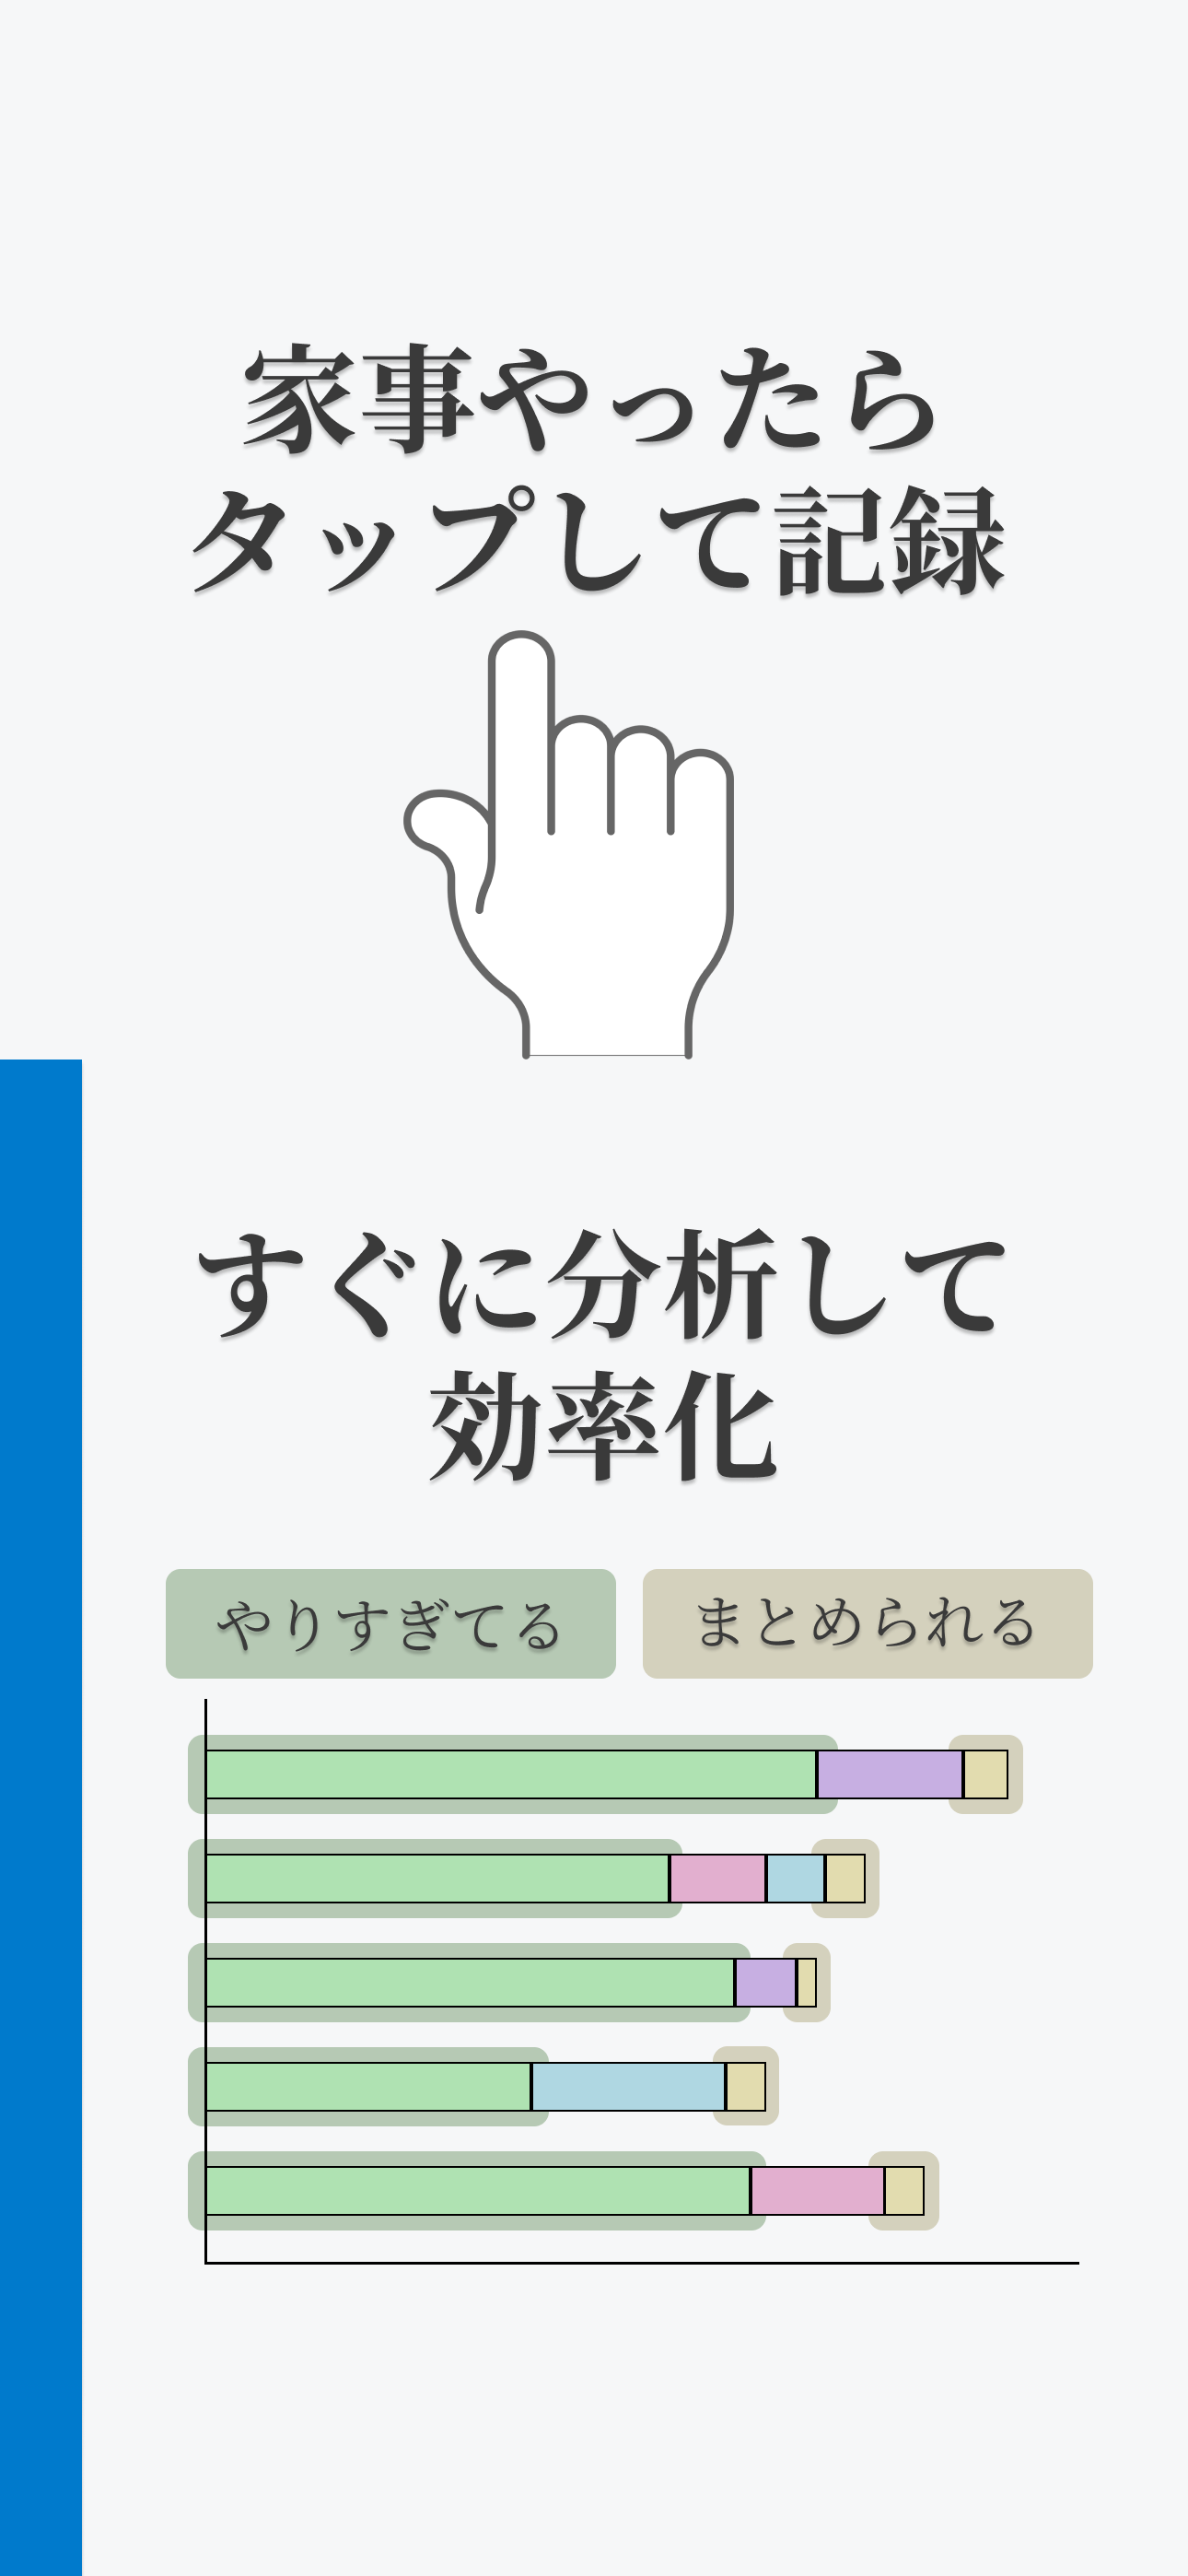 家事やったら
タップして記録
すぐに分析して
効率化
やりすぎてる
まとめられる